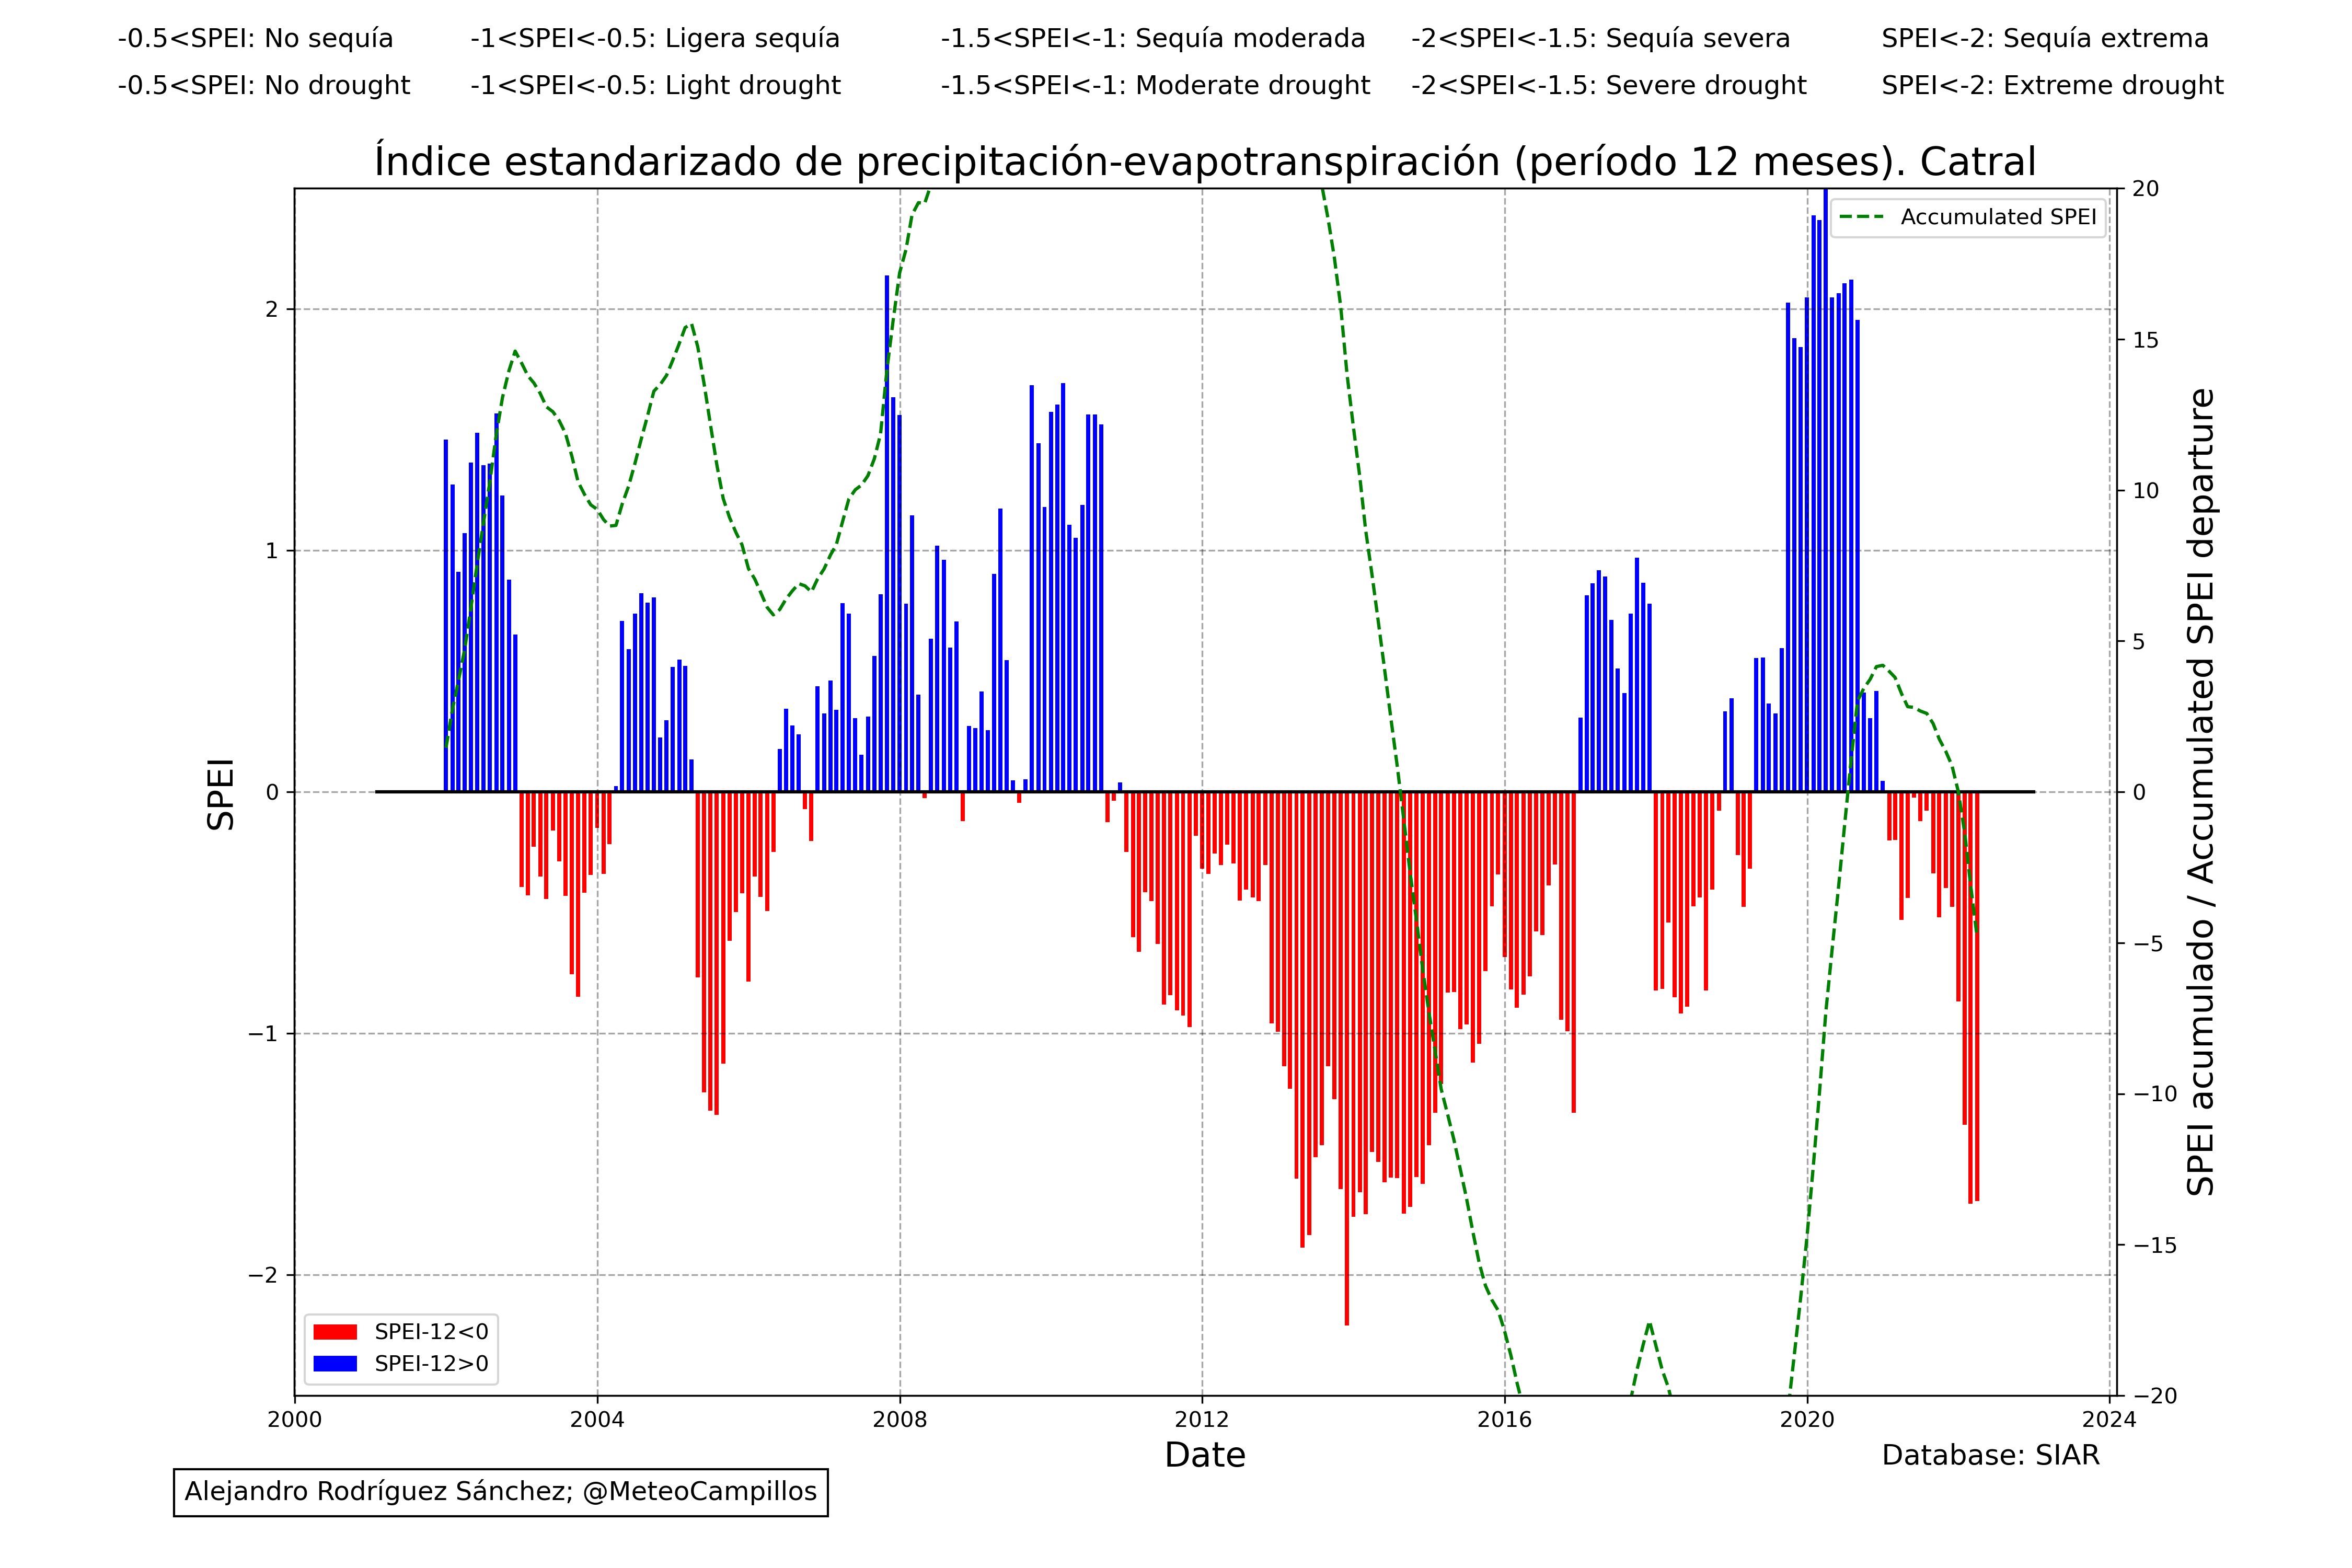 -0.5<SPEI: No sequía -1<SPEI<-0.5: Ligera sequía -1.5<SPEI<-1: Sequía moderada -2<SPEI<-1.5: Sequía severa SPEI<-2: Sequía extrema
-0.5<SPEI: No drought -1<SPEI<-0.5: Light drought -1.5<SPEI<-1: Moderate drought -2<SPEI<-1.5: Severe drought SPEI<-2: Extreme drought
Índice estandarizado de precipitación-evapotranspiración (período 12 meses). Catral
Accumulated SPEI
SPEI
2
1
0
−1
−2
20
15
10
5
0
−5
−10
−15
−20
SPEI acumulado / Accumulated SPEI departure
SPEI-12<0
SPEI-12>0
2000 2004 2008 2012 2016 2020 2024
Date
Database: SIAR
Alejandro Rodríguez Sánchez; @MeteoCampillos